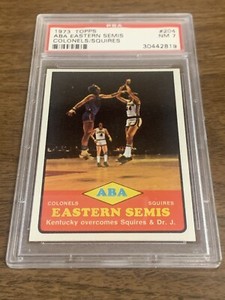 PSA
1973 TOPPS #204
ABA EASTERN SEMIS NM 7
COLONELS/SQUIRES 30442819
COLONELS SQUIRES
ABA
EASTERN SEMIS
Kentucky overcomes Squires & Dr. J.